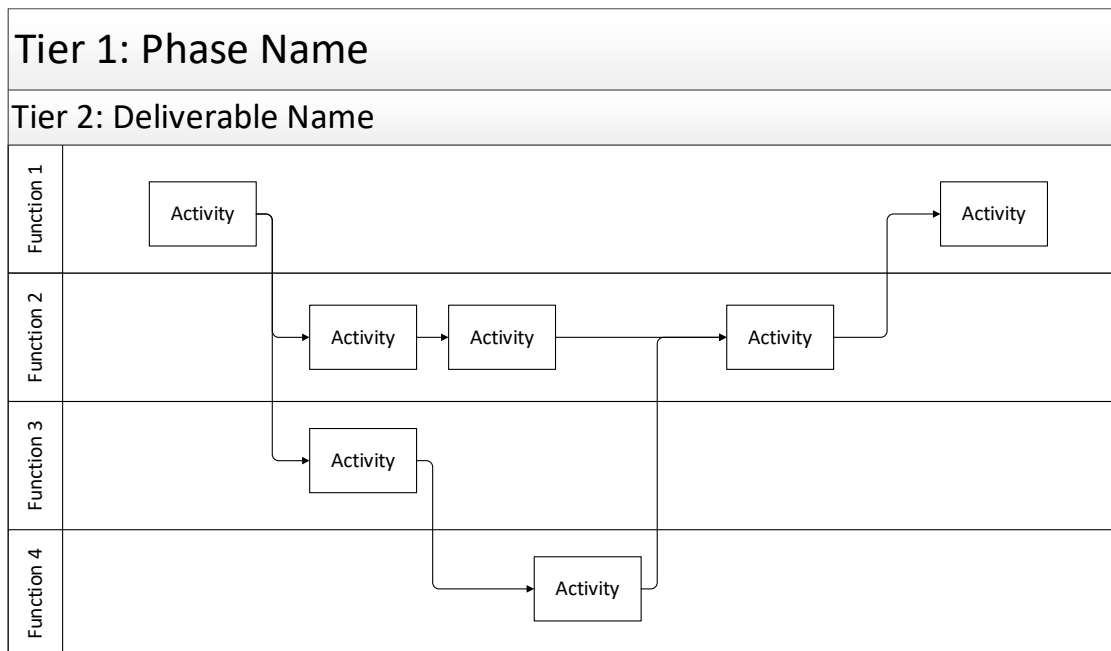 Tier 1: Phase Name
Tier 2: Deliverable Name
Function 1
Activity
Activity
Function 2
Activity
Activity
Activity
Function 3
Activity
Function 4
Activity